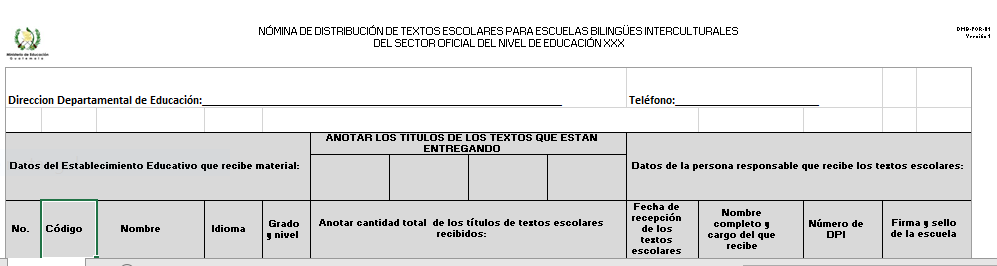 NÓMINA DE DISTRIBUCIÓN DE TEXTOS ESCOLARES PARA ESCUELAS BILINGÜES INTERCULTURALES
DEL SECTOR OFICIAL DEL NIVEL DE EDUCACIÓN XXX
DMB-FOR-01
Versión 1
Ministerio de Educación
Guatemala
Direccion Departamental de Educación:
Teléfono:
Datos del Establecimiento Educativo que recibe material:
ANOTAR LOS TITULOS DE LOS TEXTOS QUE ESTAN
ENTREGANDO
Datos de la persona responsable que recibe los textos escolares:
No.
Código
Nombre
Idioma
Grado
y nivel
Anotar cantidad total de los títulos de textos escolares
recibidos:
Fecha de
recepción
de los
textos
escolares
Nombre
completo y
cargo del que
recibe
Número de
DPI
Firma y sello
de la escuela